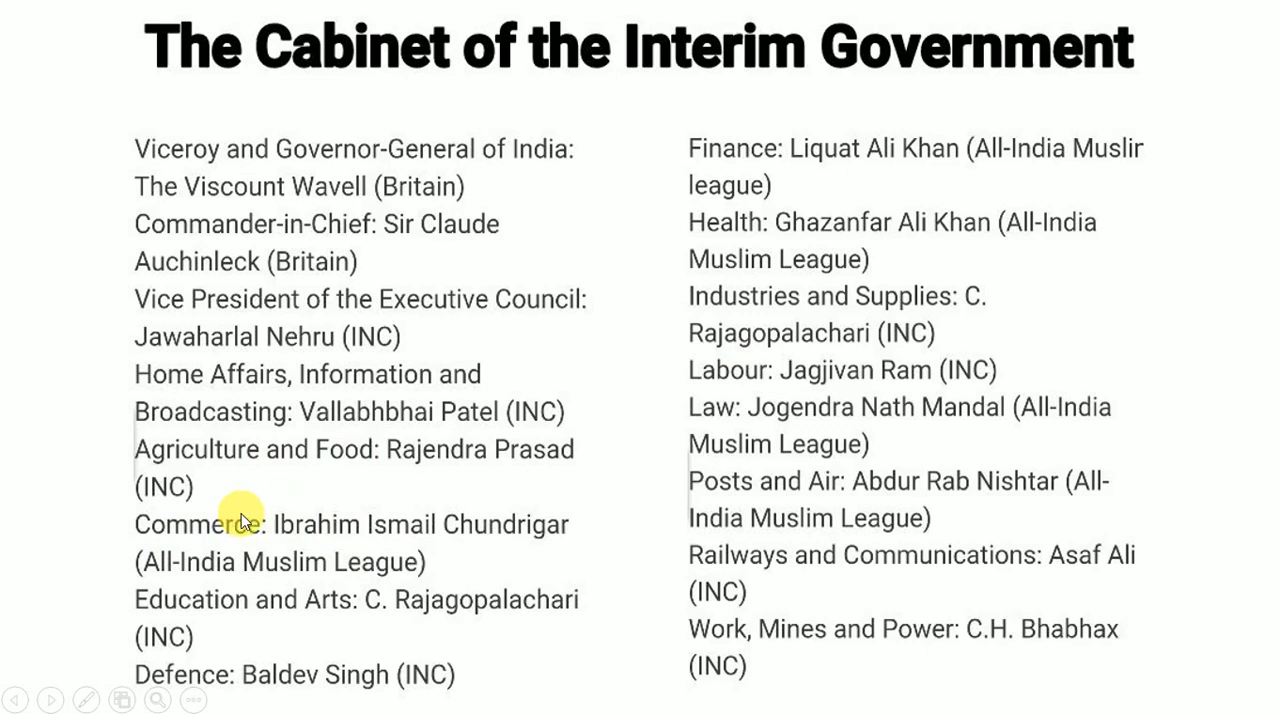 The Cabinet of the Interim Government
Viceroy and Governor-General of India:
The Viscount Wavell (Britain)
Commander-in-Chief: Sir Claude
Auchinleck (Britain)
Vice President of the Executive Council:
Jawaharlal Nehru (INC)
Home Affairs, Information and
Broadcasting: Vallabhbhai Patel (INC)
Agriculture and Food: Rajendra Prasad
(INC)
Commerce: Ibrahim Ismail Chundrigar
(All-India Muslim League)
Education and Arts: C. Rajagopalachari
(INC)
Defence: Baldev Singh (INC)
Finance: Liquat Ali Khan (All-India Muslir
league)
Health: Ghazanfar Ali Khan (All-India
Muslim League)
Industries and Supplies: C.
Rajagopalachari (INC)
Labour: Jagjivan Ram (INC)
Law: Jogendra Nath Mandal (All-India
Muslim League)
Posts and Air: Abdur Rab Nishtar (All-
India Muslim League)
Railways and Communications: Asaf Ali
(INC)
Work, Mines and Power: C.H. Bhabhax
(INC)